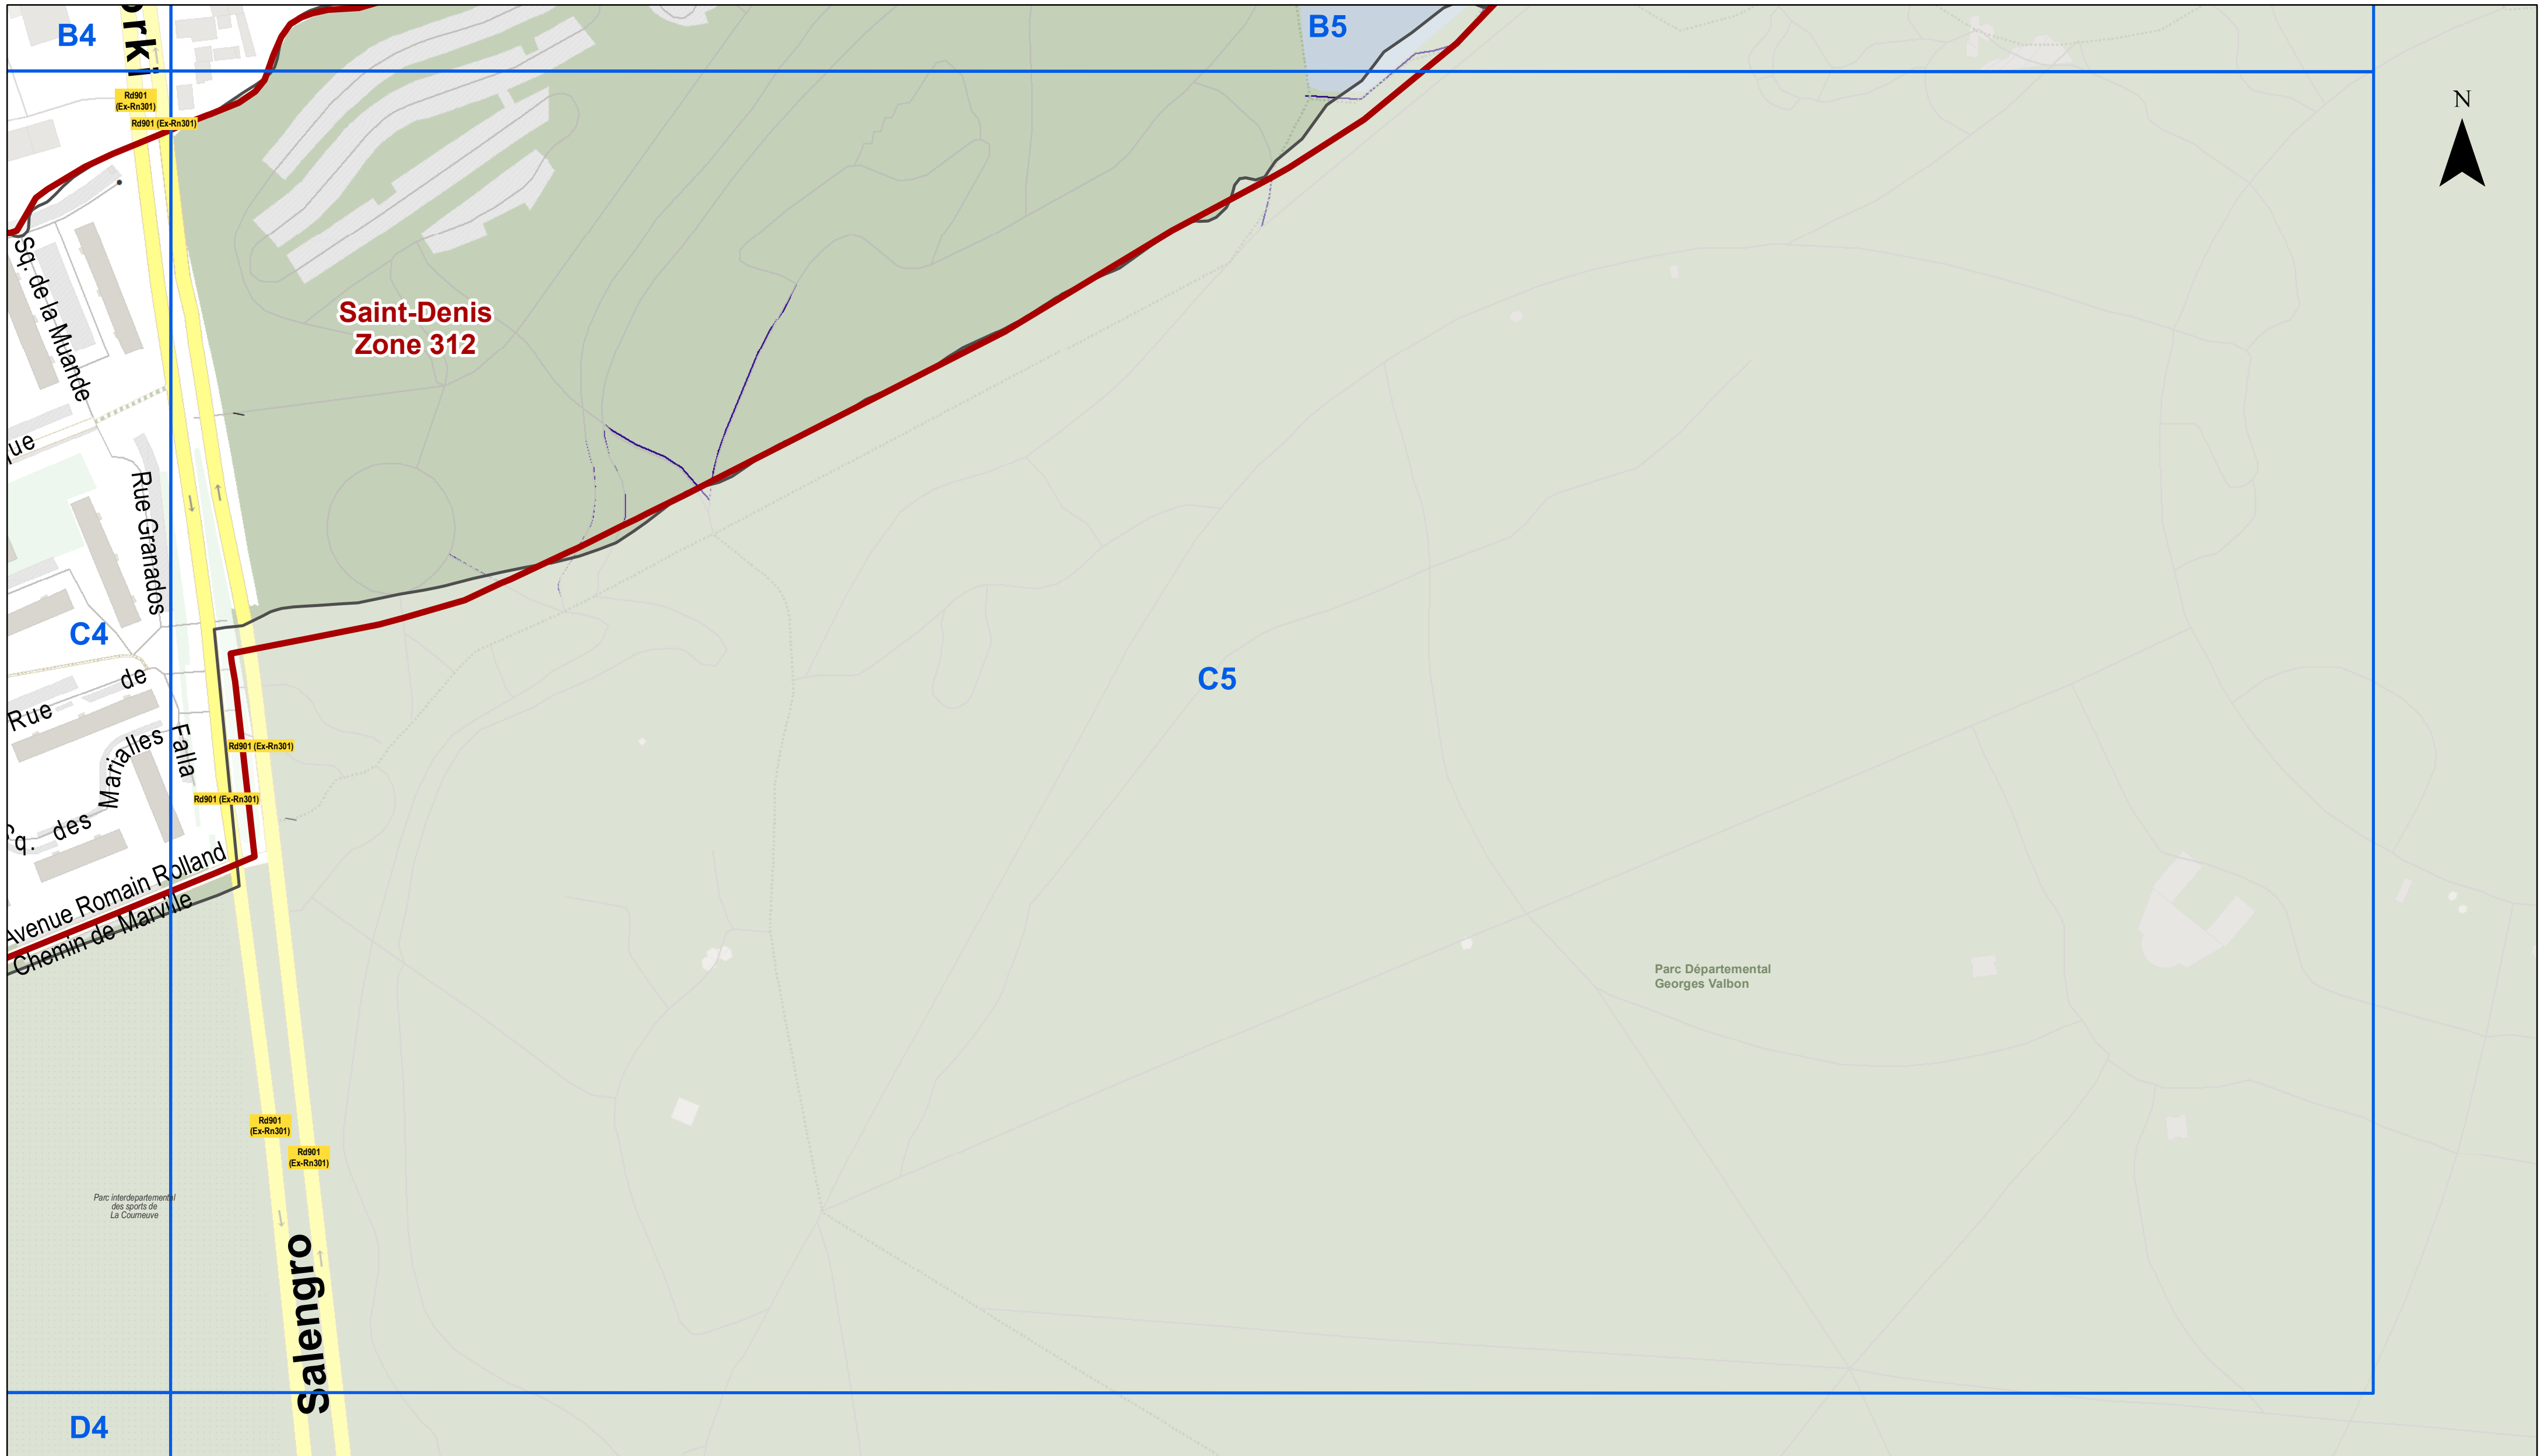 B4
B5
orki
Rd901
(Ex-Rn301)
Rd901 (Ex-Rn301)
N
Sq. de la Muande
Saint-Denis
Zone 312
Rue Granados
C4
de
Rue
C5
Falla
Marialles
des
Sq.
Rd901 (Ex-Rn301)
Rd901 (Ex-Rn301)
Avenue Romain Rolland
Chemin de Marville
Parc Départemental
Georges Valbon
Rd901
(Ex-Rn301)
Rd901
(Ex-Rn301)
Parc interdepartemental
des sports de
La Courneuve
Salengro
D4